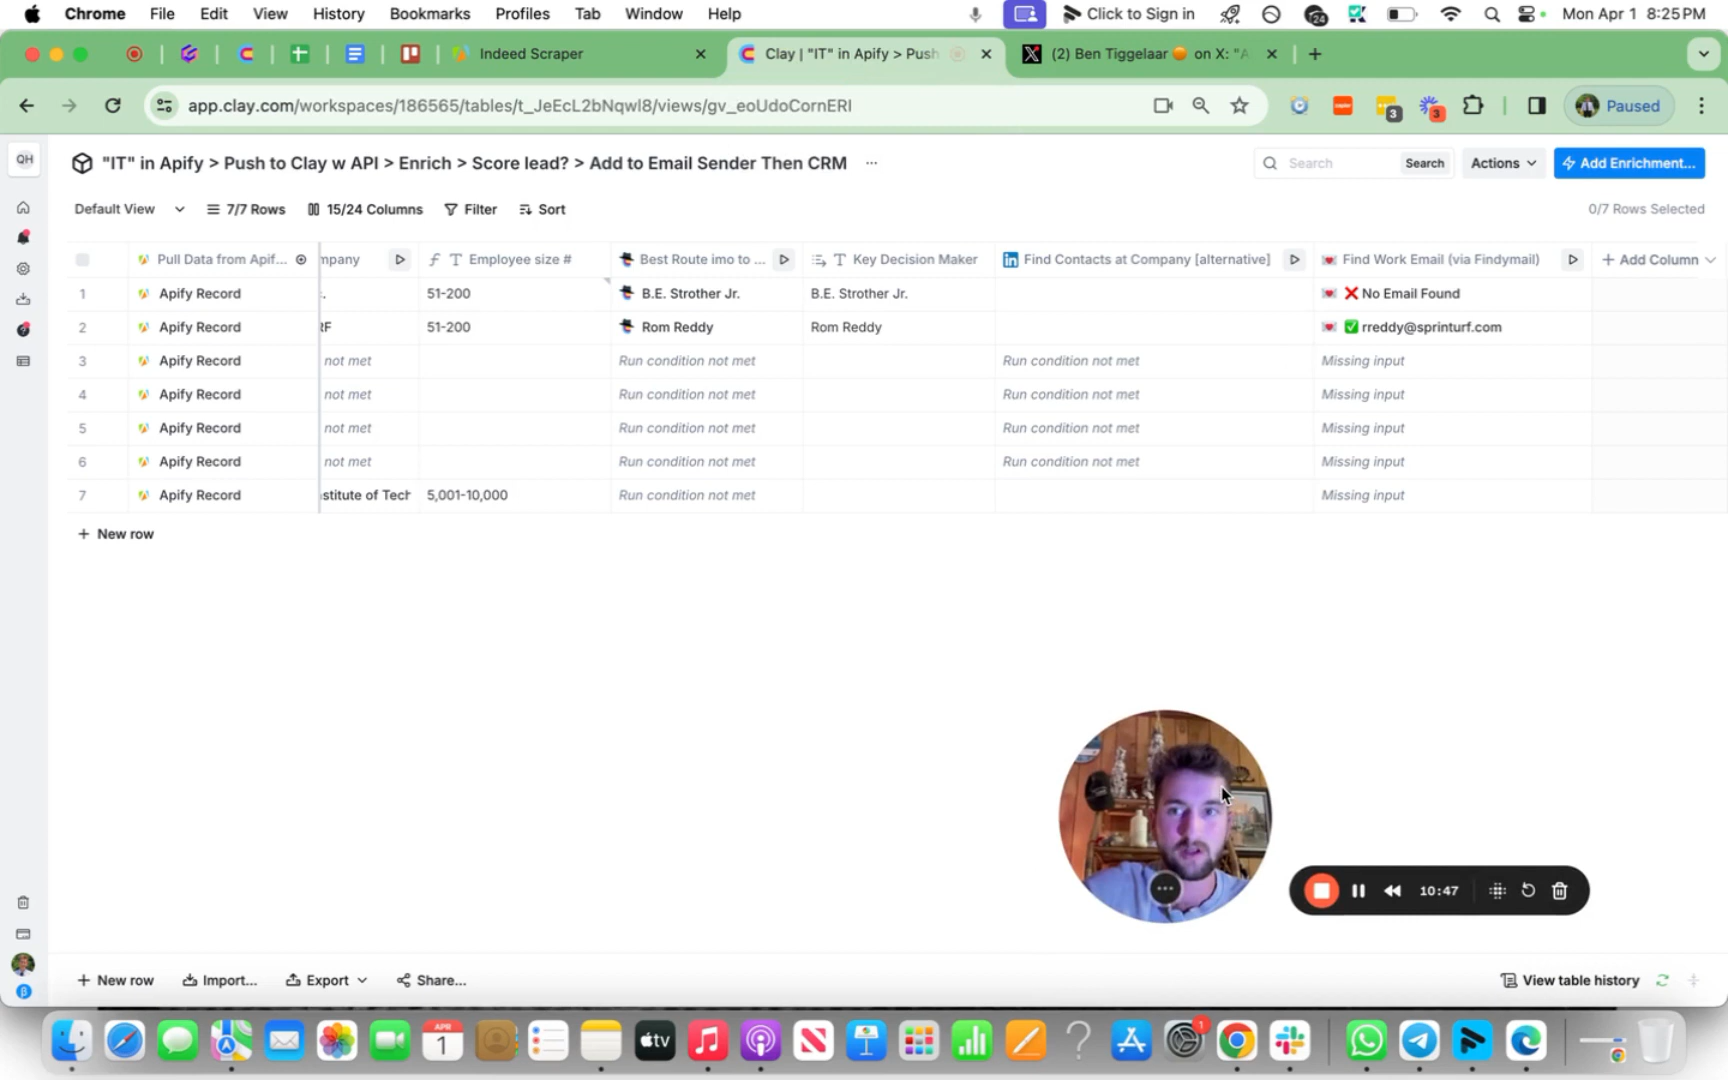 Chrome File Edit View History Bookmarks Profiles Tab Window Help Click to Sign in 24 Mon Apr 1 8:25 PM
Indeed Scraper Clay | "IT" in Apify > Push (2) Ben Tiggelaar on X: "A
app.clay.com/workspaces/186565/tables/t_JeEcL2bNqwl8/views/gv_eoUdoCornERI 3 3 Paused
QH "IT" in Apify > Push to Clay w API > Enrich > Score lead? > Add to Email Sender Then CRM ... Search Search Actions Add Enrichment...
Default View 7/7 Rows 15/24 Columns Filter Sort 0/7 Rows Selected
Pull Data from Apif... mpany Employee size # Best Route imo to ... Key Decision Maker Find Contacts at Company [alternative] Find Work Email (via Findymail) + Add Column
1 Apify Record . 51-200 B.E. Strother Jr. B.E. Strother Jr. No Email Found
2 Apify Record RF 51-200 Rom Reddy Rom Reddy rreddy@sprinturf.com
3 Apify Record not met Run condition not met Run condition not met Missing input
4 Apify Record not met Run condition not met Run condition not met Missing input
5 Apify Record not met Run condition not met Run condition not met Missing input
6 Apify Record not met Run condition not met Run condition not met Missing input
7 Apify Record stitute of Tech 5,001-10,000 Run condition not met Missing input
+ New row
10:47
+ New row Import... Export Share... View table history
β
APR
1 tv 1